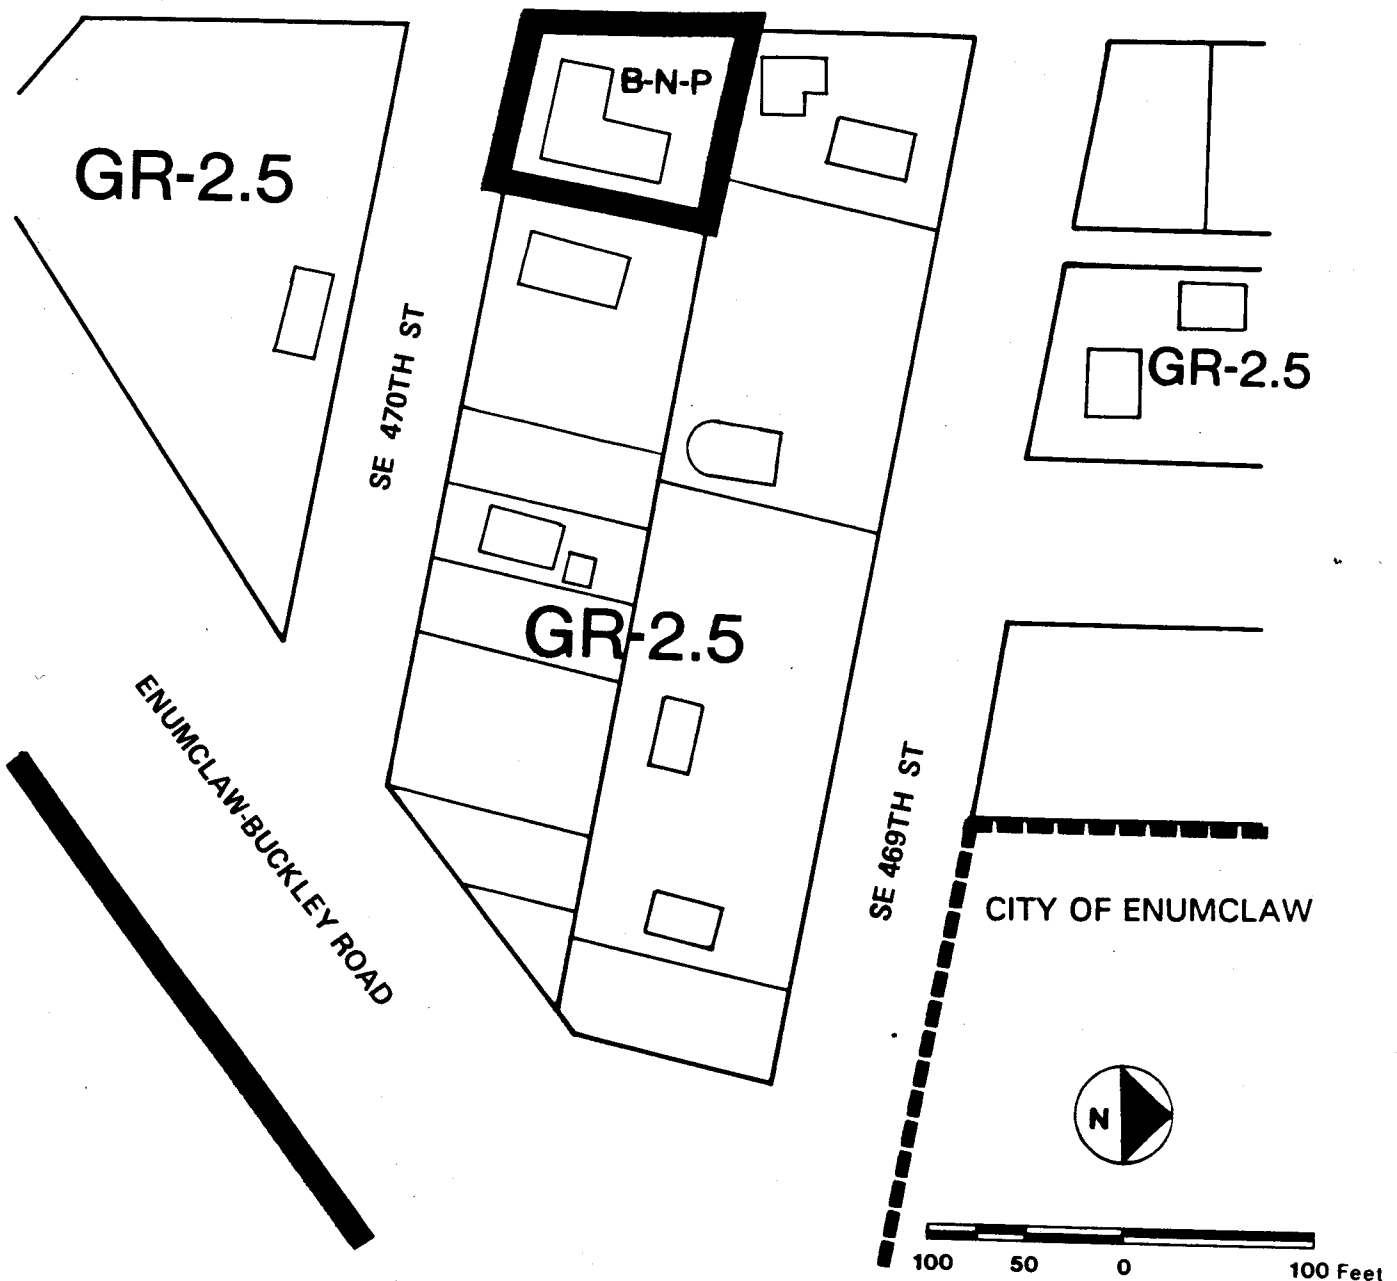 B-N-P
GR-2.5
SE 470TH ST
GR-2.5
GR-2.5
ENUMCLAW-BUCKLEY ROAD
SE 469TH ST
CITY OF ENUMCLAW
N
100 50 0 100 Feet